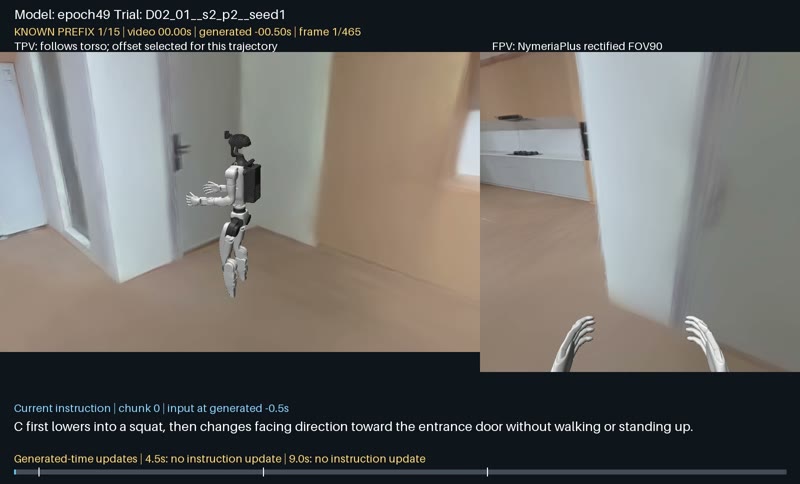 Model: epoch49 Trial: D02_01__s2_p2__seed1
KNOWN PREFIX 1/15 | video 00.00s | generated -00.50s | frame 1/465
TPV: follows torso; offset selected for this trajectory
FPV: NymeriaPlus rectified FOV90
Current instruction | chunk 0 | input at generated -0.5s
C first lowers into a squat, then changes facing direction toward the entrance door without walking or standing up.
Generated-time updates | 4.5s: no instruction update | 9.0s: no instruction update